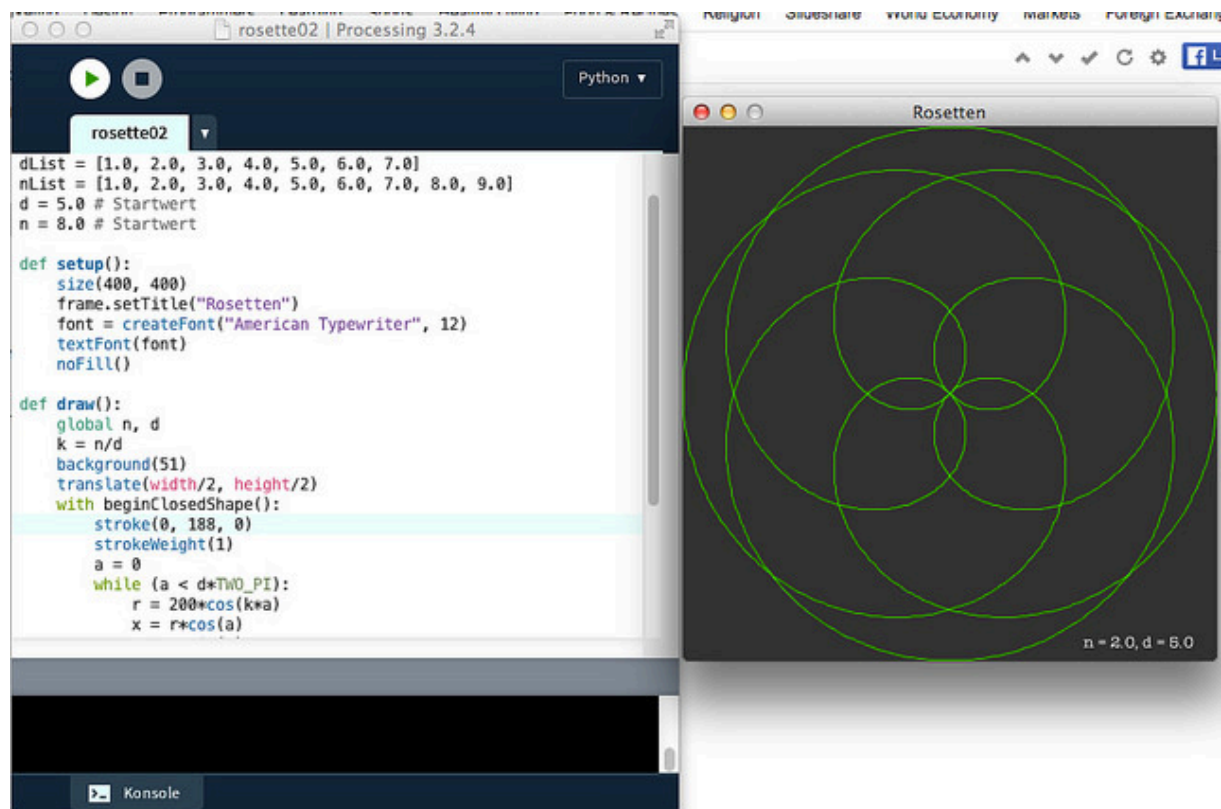 rosette02 | Processing 3.2.4
Python
rosette02
dList = [1.0, 2.0, 3.0, 4.0, 5.0, 6.0, 7.0]
nList = [1.0, 2.0, 3.0, 4.0, 5.0, 6.0, 7.0, 8.0, 9.0]
d = 5.0 # Startwert
n = 8.0 # Startwert
def setup():
    size(400, 400)
    frame.setTitle("Rosetten")
    font = createFont("American Typewriter", 12)
    textFont(font)
    noFill()
def draw():
    global n, d
    k = n/d
    background(51)
    translate(width/2, height/2)
    with beginClosedShape():
        stroke(0, 188, 0)
        strokeWeight(1)
        a = 0
        while (a < d*TWO_PI):
            r = 200*cos(k*a)
            x = r*cos(a)
Konsole
Religion Slideshare World Economy Markets Foreign Exchang
f L
Rosetten
n = 2.0, d = 5.0